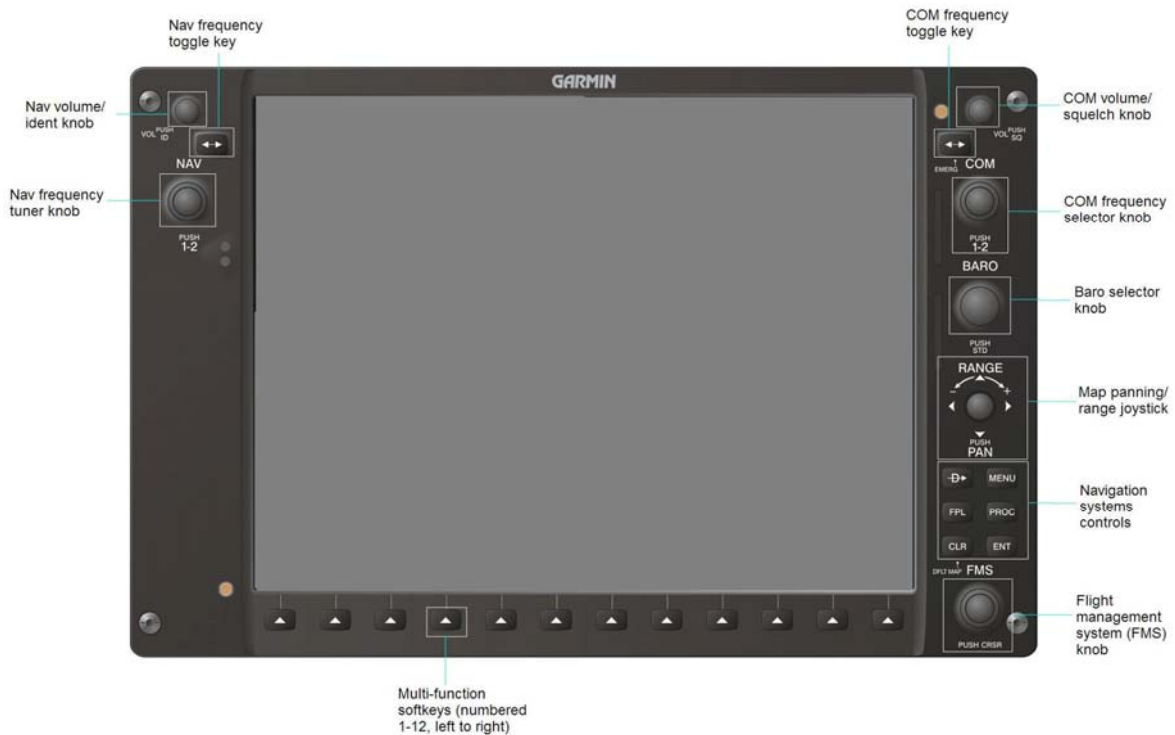 Nav frequency
toggle key
COM frequency
toggle key
GARMIN
Nav volume/
ident knob
VOL PUSH
ID
COM volume/
squelch knob
VOL PUSH
SQ
NAV
EMERG COM
Nav frequency
tuner knob
PUSH
1-2
COM frequency
selector knob
PUSH
1-2
BARO
Baro selector
knob
PUSH
STD
RANGE
- +
Map panning/
range joystick
PUSH
PAN
D MENU
FPL PROC
CLR ENT
Navigation
systems
controls
DFLT MAP FMS
PUSH CRSR
Flight
management
system (FMS)
knob
Multi-function
softkeys (numbered
1-12, left to right)